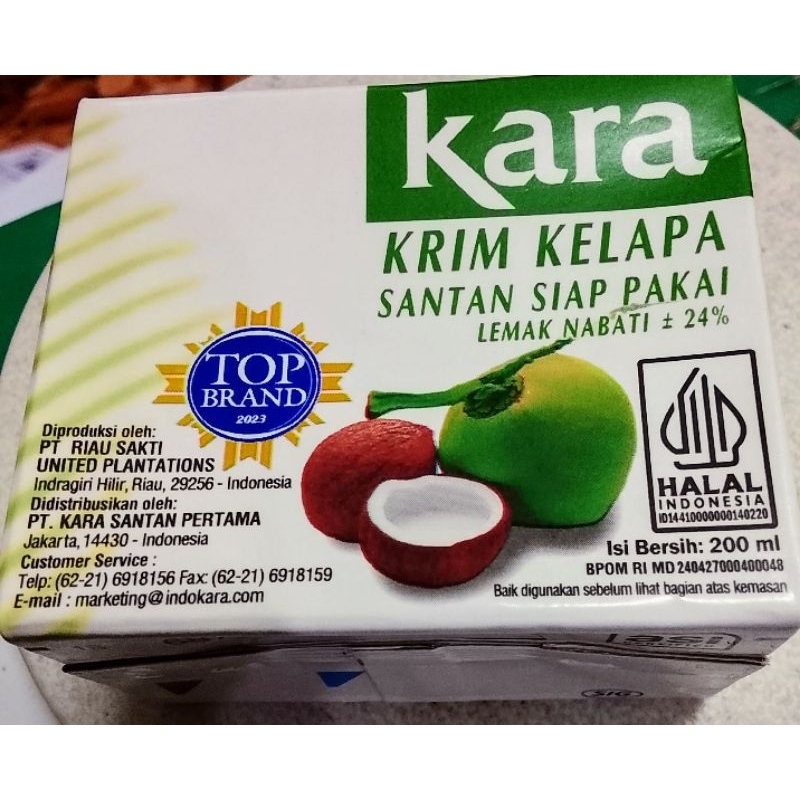 kara
KRIM KELAPA
SANTAN SIAP PAKAI
LEMAK NABATI ± 24%
TOP
BRAND
2023
Diproduksi oleh:
PT RIAU SAKTI
UNITED PLANTATIONS
Indragiri Hilir, Riau, 29256 - Indonesia
Didistribusikan oleh:
PT. KARA SANTAN PERTAMA
Jakarta, 14430 - Indonesia
Customer Service :
Telp: (62-21) 6918156 Fax: (62-21) 6918159
E-mail : marketing@indokara.com
HALAL
INDONESIA
ID14410000000140220
Isi Bersih: 200 ml
BPOM RI MD 240427000400048
Baik digunakan sebelum lihat bagian atas kemasan
SIG